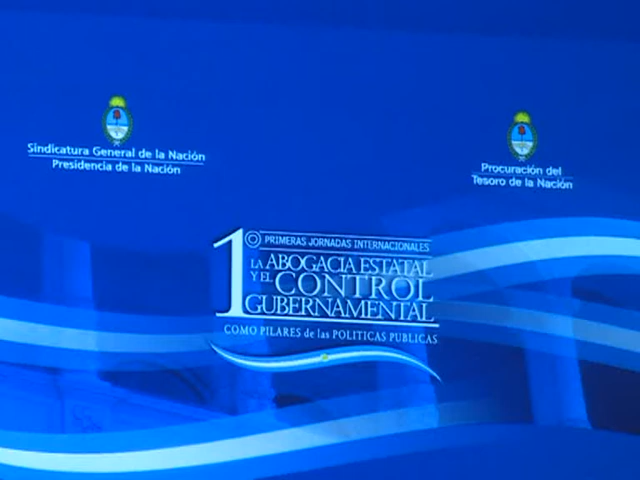 Sindicatura General de la Nación
Presidencia de la Nación
Procuración del
Tesoro de la Nación
1° PRIMERAS JORNADAS INTERNACIONALES
LA ABOGACIA ESTATAL
Y EL CONTROL
GUBERNAMENTAL
COMO PILARES de las POLITICAS PUBLICAS